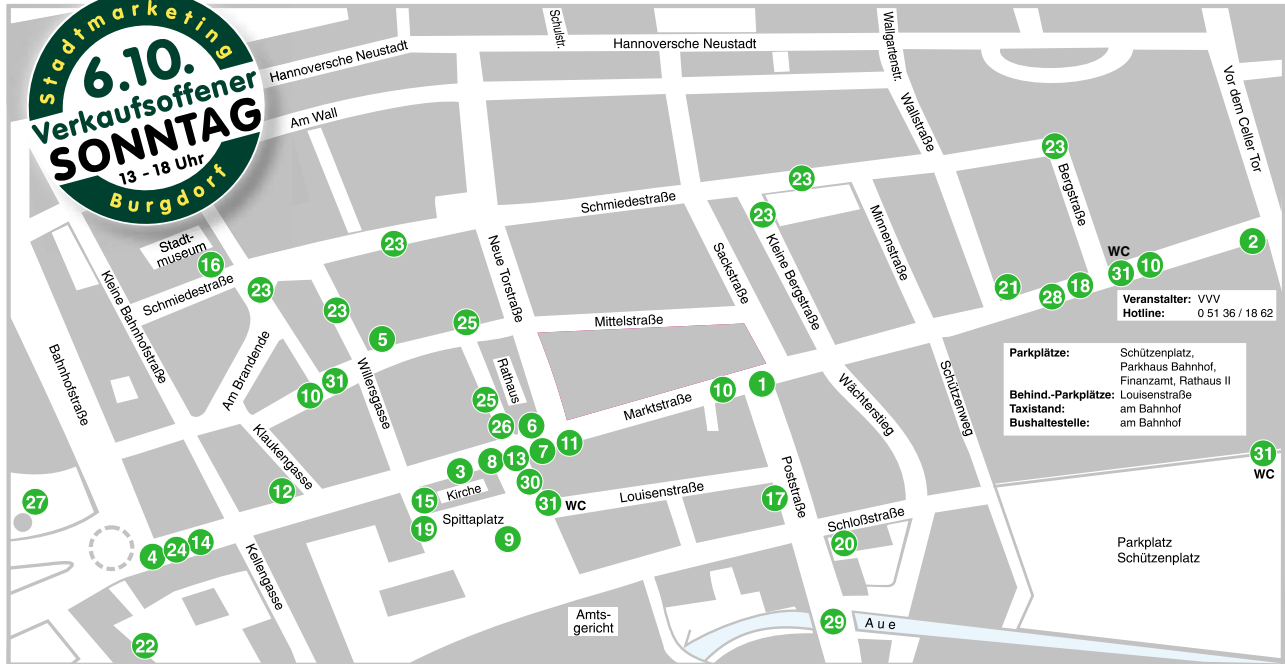 Stadtmarketing
6.10.
Verkaufsoffener
SONNTAG
13 - 18 Uhr
Burgdorf
Schulstr.
Hannoversche Neustadt
Hannoversche Neustadt
Wallgartenstr.
Vor dem Celler Tor
Am Wall
Wallstraße
23
23
Bergstraße
Schmiedestraße
23
Minnenstraße
Stadt-
museum
16
23
Neue Torstraße
Sackstraße
Kleine Bergstraße
2
WC
31
10
Kleine Bahnhofstraße
Schmiedestraße
23
23
21
28
18
Veranstalter: VVV
Hotline: 0 51 36 / 18 62
25
Mittelstraße
5
Bahnhofstraße
Am Brandende
Willersgasse
Rathaus
Parkplätze: Schützenplatz,
Parkhaus Bahnhof,
Finanzamt, Rathaus II
Behind.-Parkplätze: Louisenstraße
Taxistand: am Bahnhof
Bushaltestelle: am Bahnhof
31
10
25
Marktstraße
10
1
Wächterstieg
Schützenweg
26
6
11
Klaukengasse
7
13
8
3
31
WC
12
Kirche
30
15
31
WC
Louisenstraße
17
Poststraße
27
Spittaplatz
19
9
Schloßstraße
20
4
24
14
Kellengasse
Parkplatz
Schützenplatz
Amts-
gericht
29
Aue
22